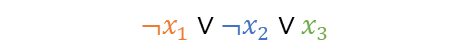 ¬x₁ ∨ ¬x₂ ∨ x₃